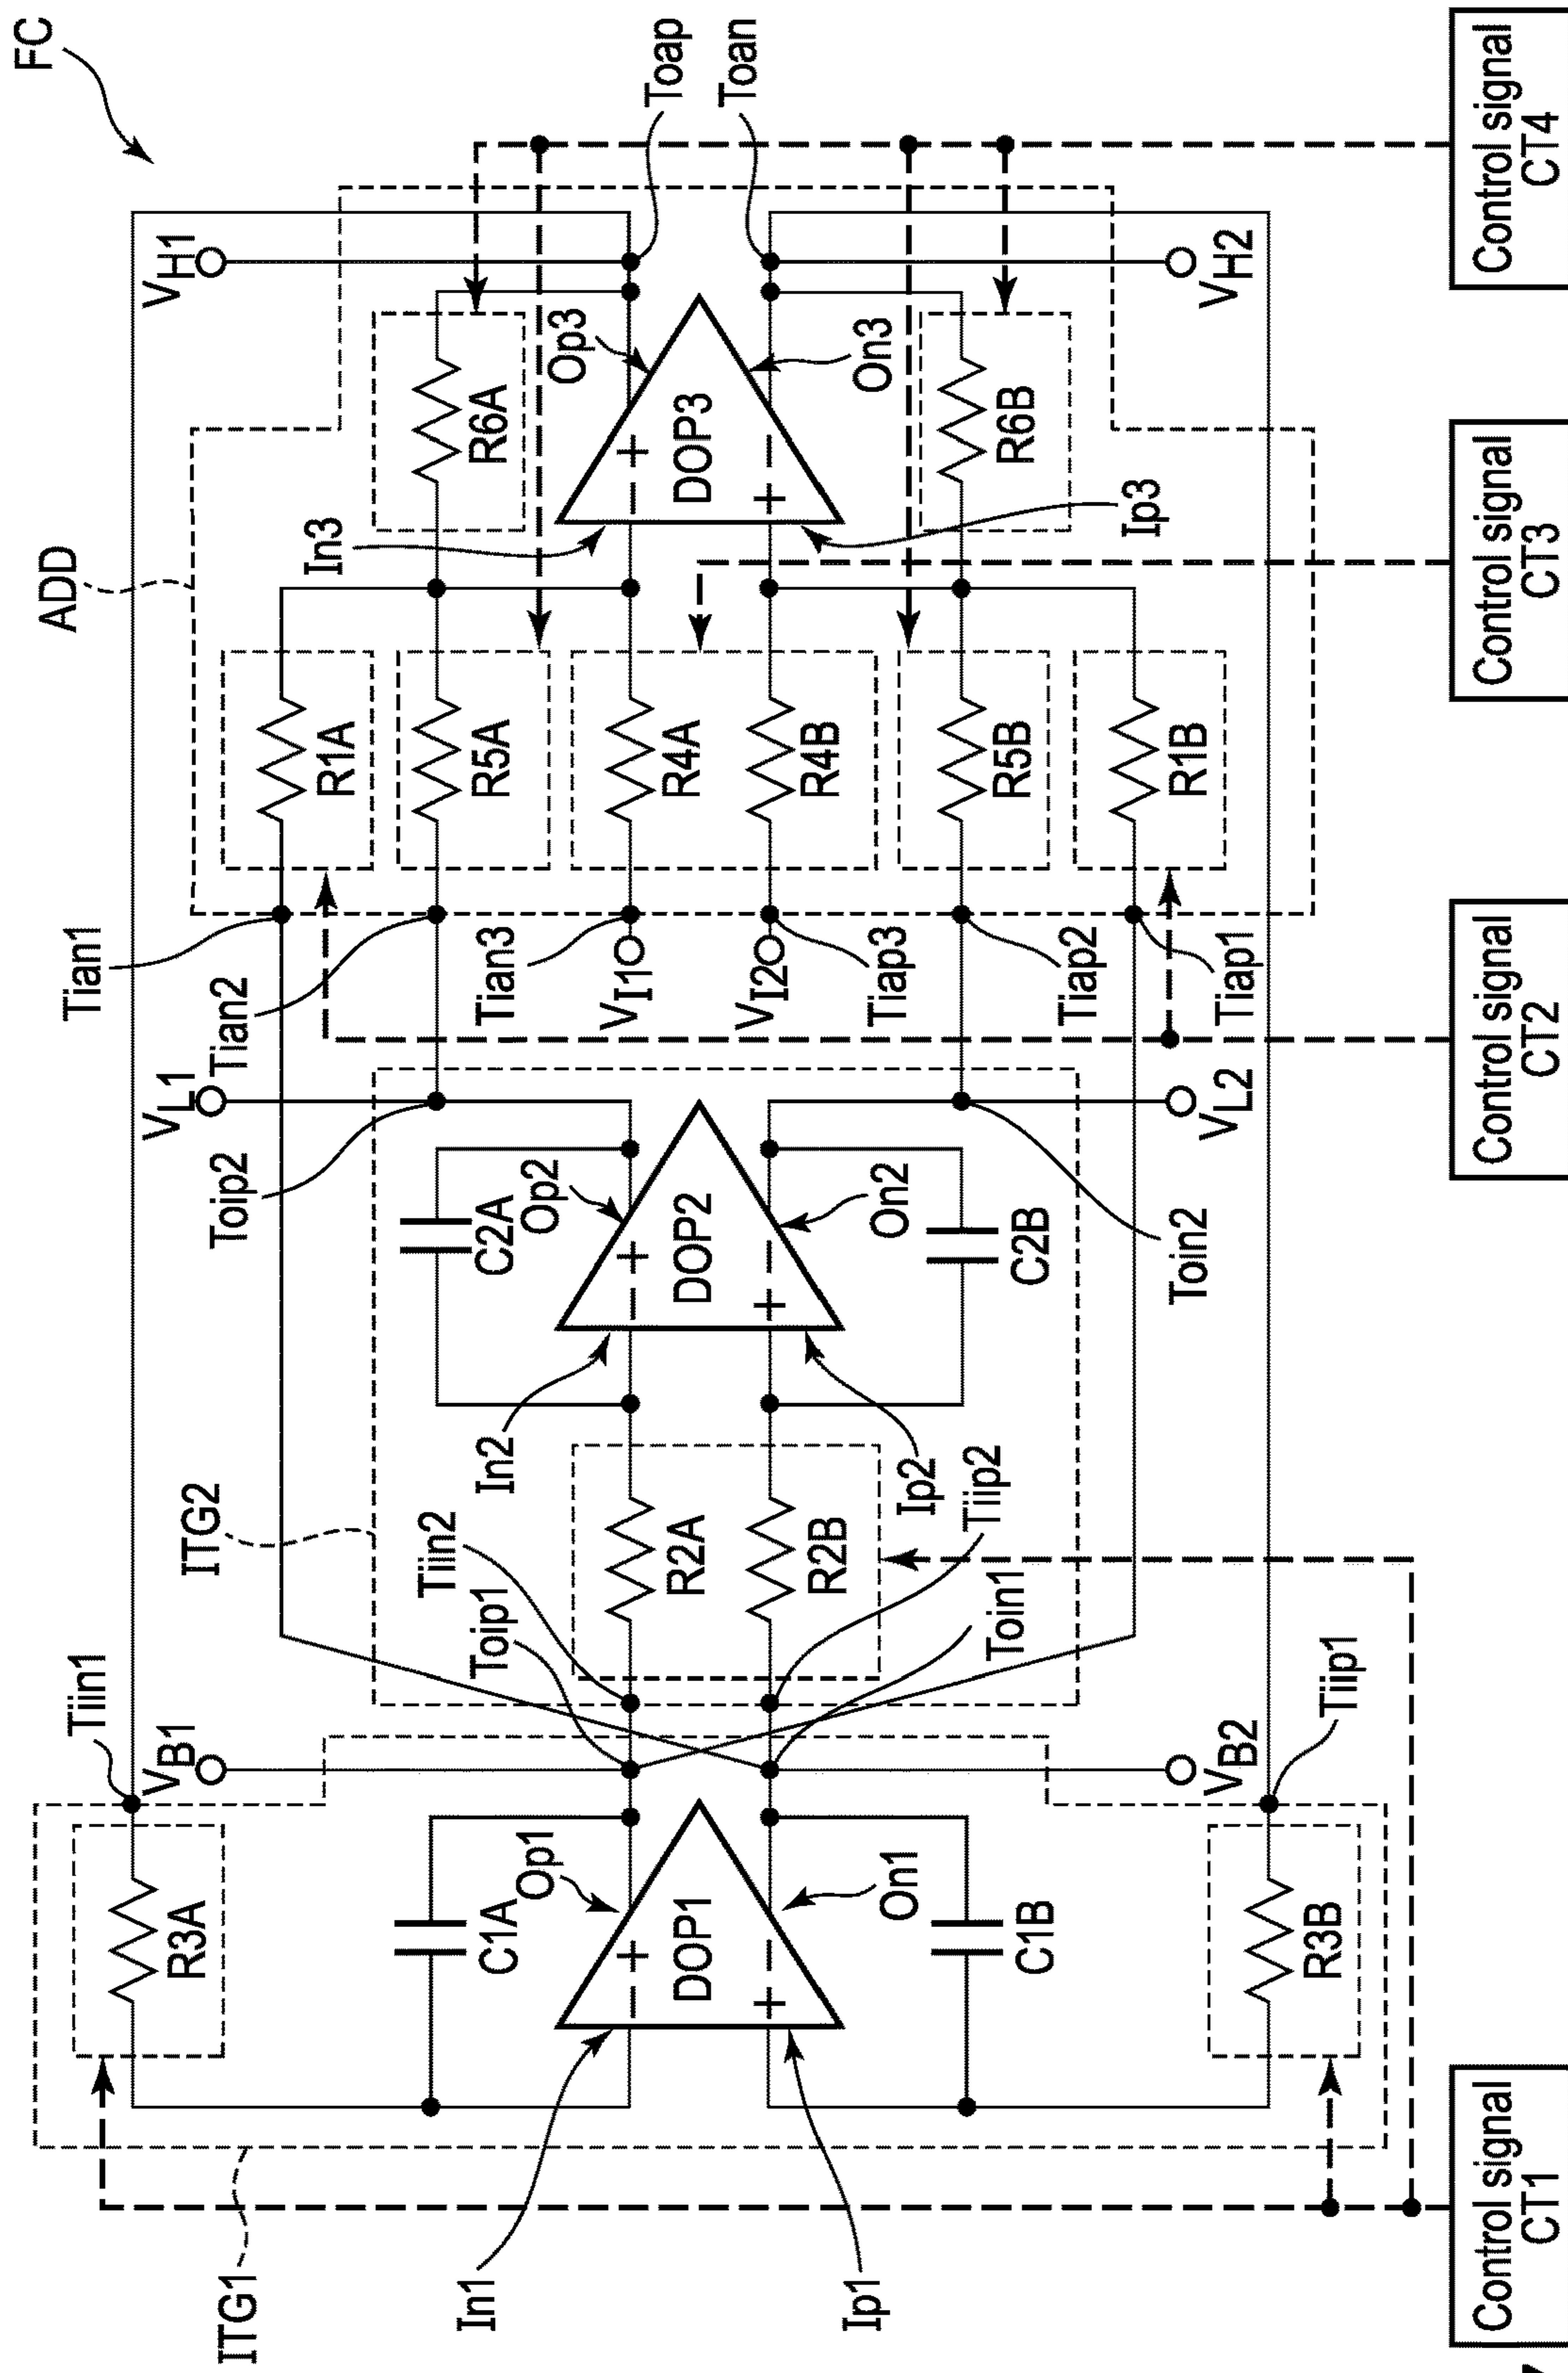 FC
ADD
VH1
Toap
Toan
VH2
Op3
On3
DOP3
+
−
−
+
R6A
R6B
In3
Ip3
R1A
R5A
R4A
R4B
R5B
R1B
Tian1
Tian2
Tian3
VI1
VI2
Tiap3
Tiap2
Tiap1
VL1
VL2
Toip2
Toin2
C2A
Op2
On2
C2B
DOP2
+
−
−
+
In2
Ip2
ITG2
Tiin2
Tiip2
R2A
R2B
Toip1
Toin1
Tiin1
Tiip1
VB1
VB2
R3A
C1A
Op1
On1
C1B
DOP1
+
−
−
+
R3B
In1
Ip1
ITG1
Control signal
CT1
Control signal
CT2
Control signal
CT3
Control signal
CT4